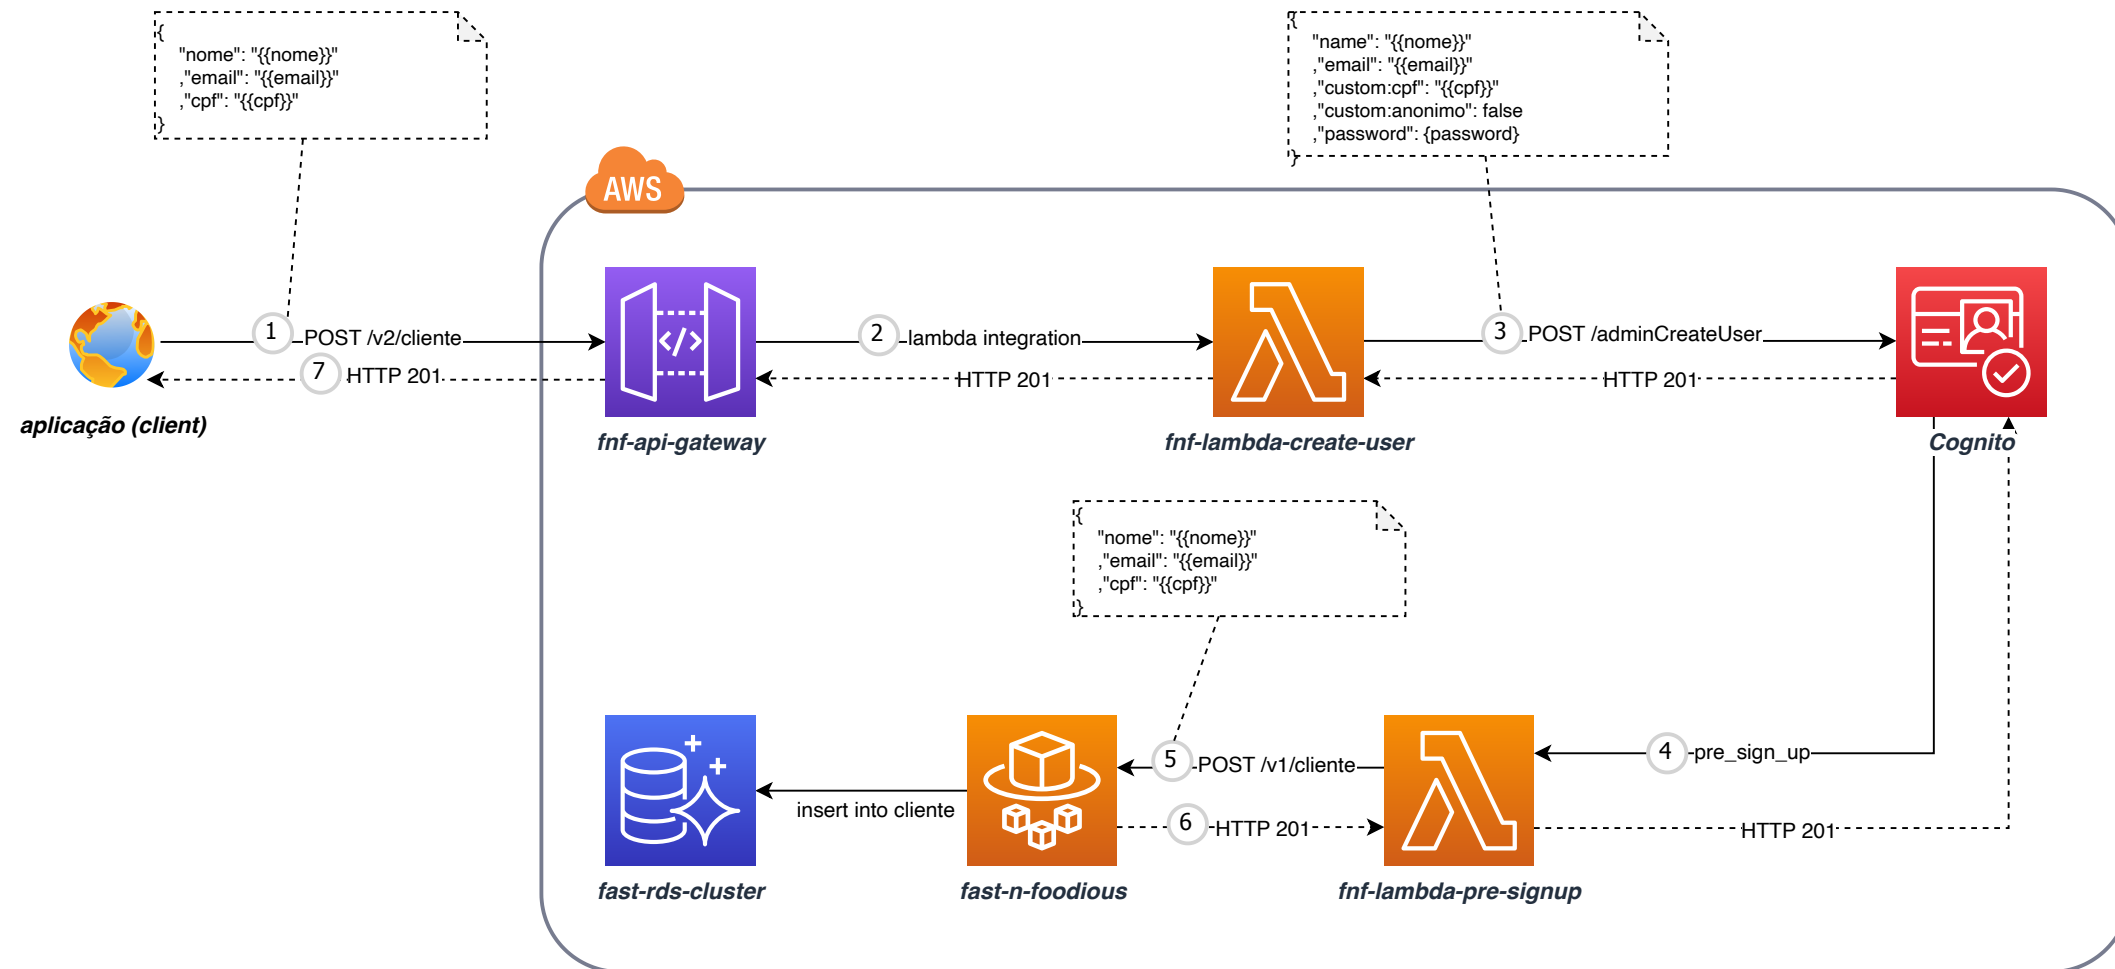 {
"nome": "{{nome}}"
,"email": "{{email}}"
,"cpf": "{{cpf}}"
}
{
"name": "{{nome}}"
,"email": "{{email}}"
,"custom:cpf": "{{cpf}}"
,"custom:anonimo": false
,"password": {password}
}
AWS
1 POST /v2/cliente
7 HTTP 201
2 lambda integration
HTTP 201
3 POST /adminCreateUser
HTTP 201
aplicação (client)
fnf-api-gateway
fnf-lambda-create-user
Cognito
{
"nome": "{{nome}}"
,"email": "{{email}}"
,"cpf": "{{cpf}}"
}
4 pre_sign_up
5 POST /v1/cliente
insert into cliente
6 HTTP 201
HTTP 201
fast-rds-cluster
fast-n-foodious
fnf-lambda-pre-signup